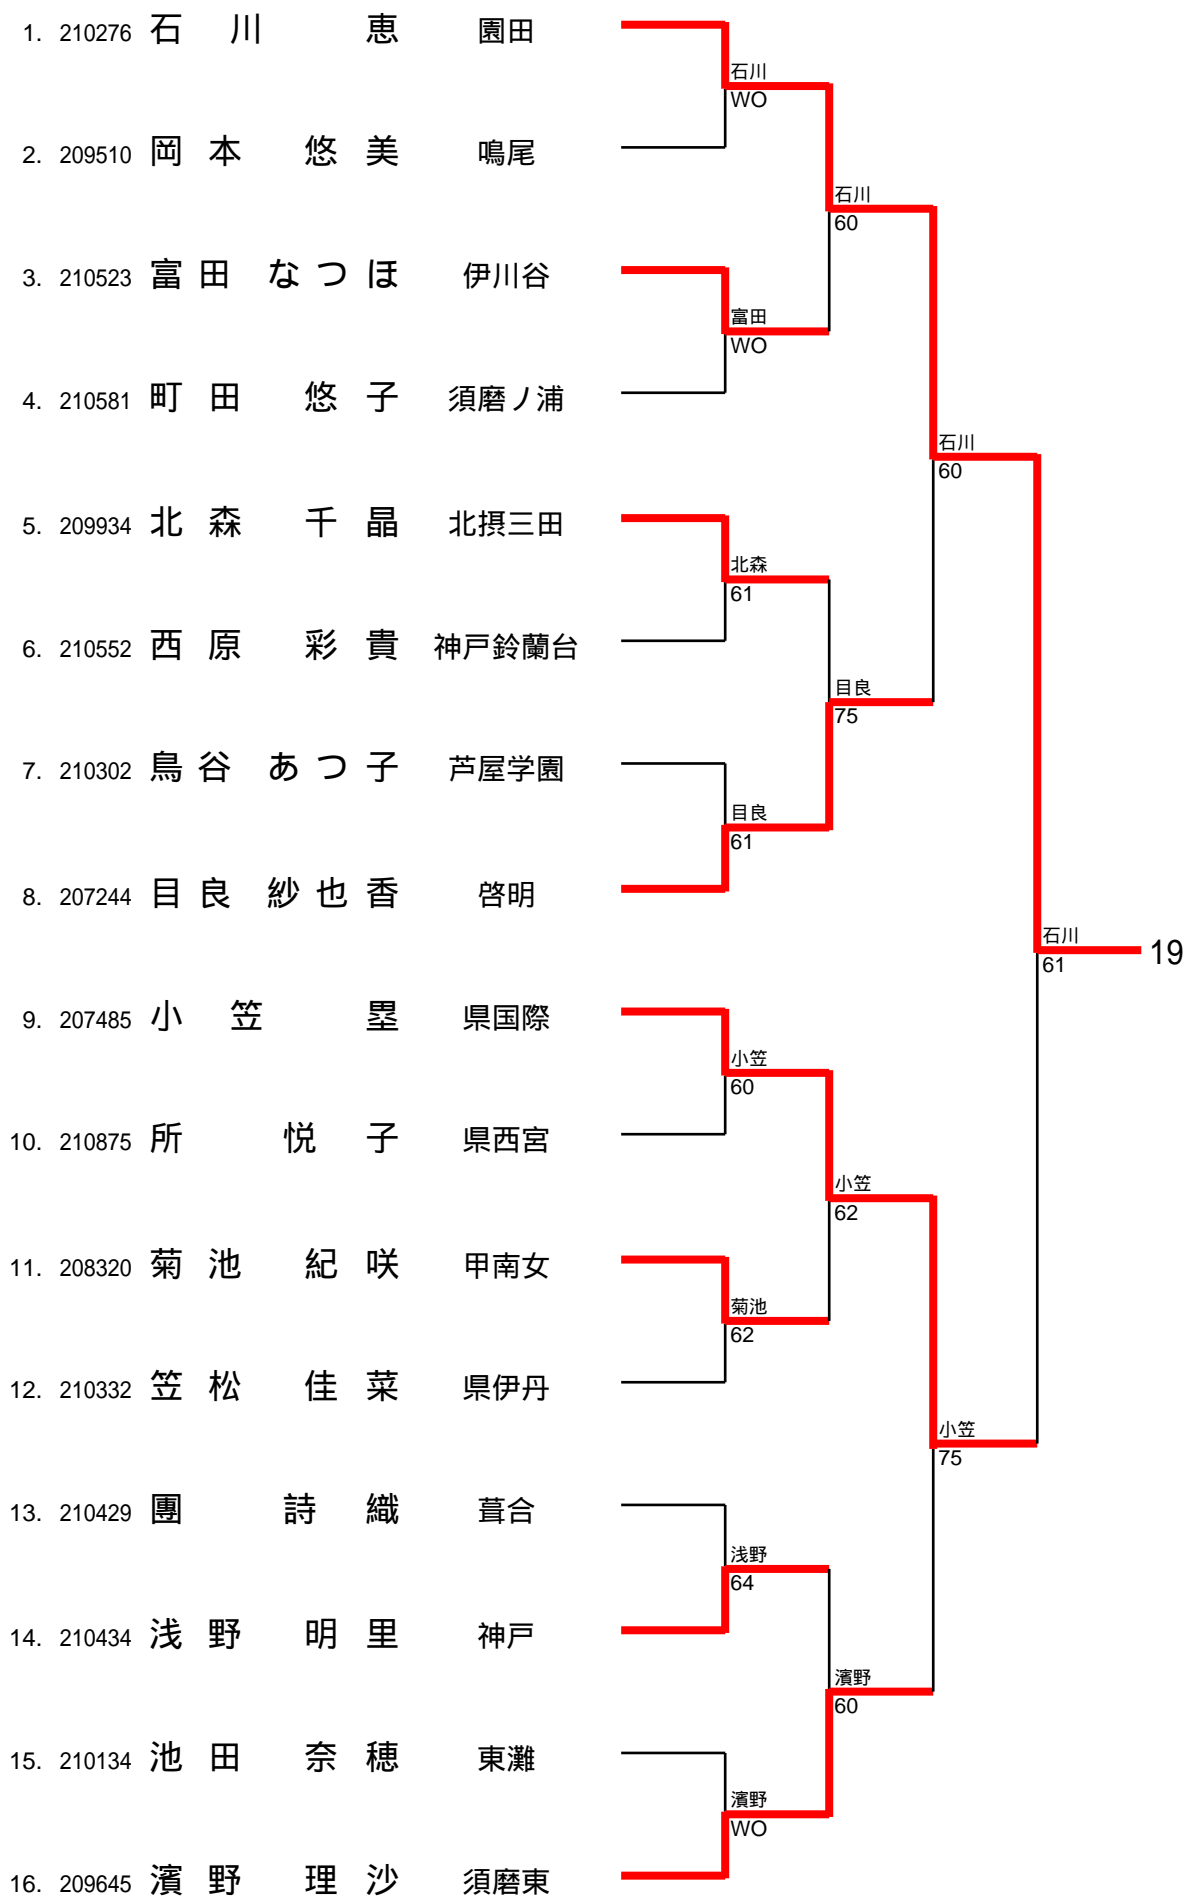 1. 210276 石川 恵 園田
石川
WO
2. 209510 岡本 悠美 鳴尾
石川
60
3. 210523 富田 なつほ 伊川谷
富田
WO
4. 210581 町田 悠子 須磨ノ浦
石川
60
5. 209934 北森 千晶 北摂三田
北森
61
6. 210552 西原 彩貴 神戸鈴蘭台
目良
75
7. 210302 鳥谷 あつ子 芦屋学園
目良
61
8. 207244 目良 紗也香 啓明
石川
61
19
9. 207485 小笠 塁 県国際
小笠
60
10. 210875 所 悦子 県西宮
小笠
62
11. 208320 菊池 紀咲 甲南女
菊池
62
12. 210332 笠松 佳菜 県伊丹
小笠
75
13. 210429 團 詩織 葺合
浅野
64
14. 210434 浅野 明里 神戸
濱野
60
15. 210134 池田 奈穂 東灘
濱野
WO
16. 209645 濱野 理沙 須磨東